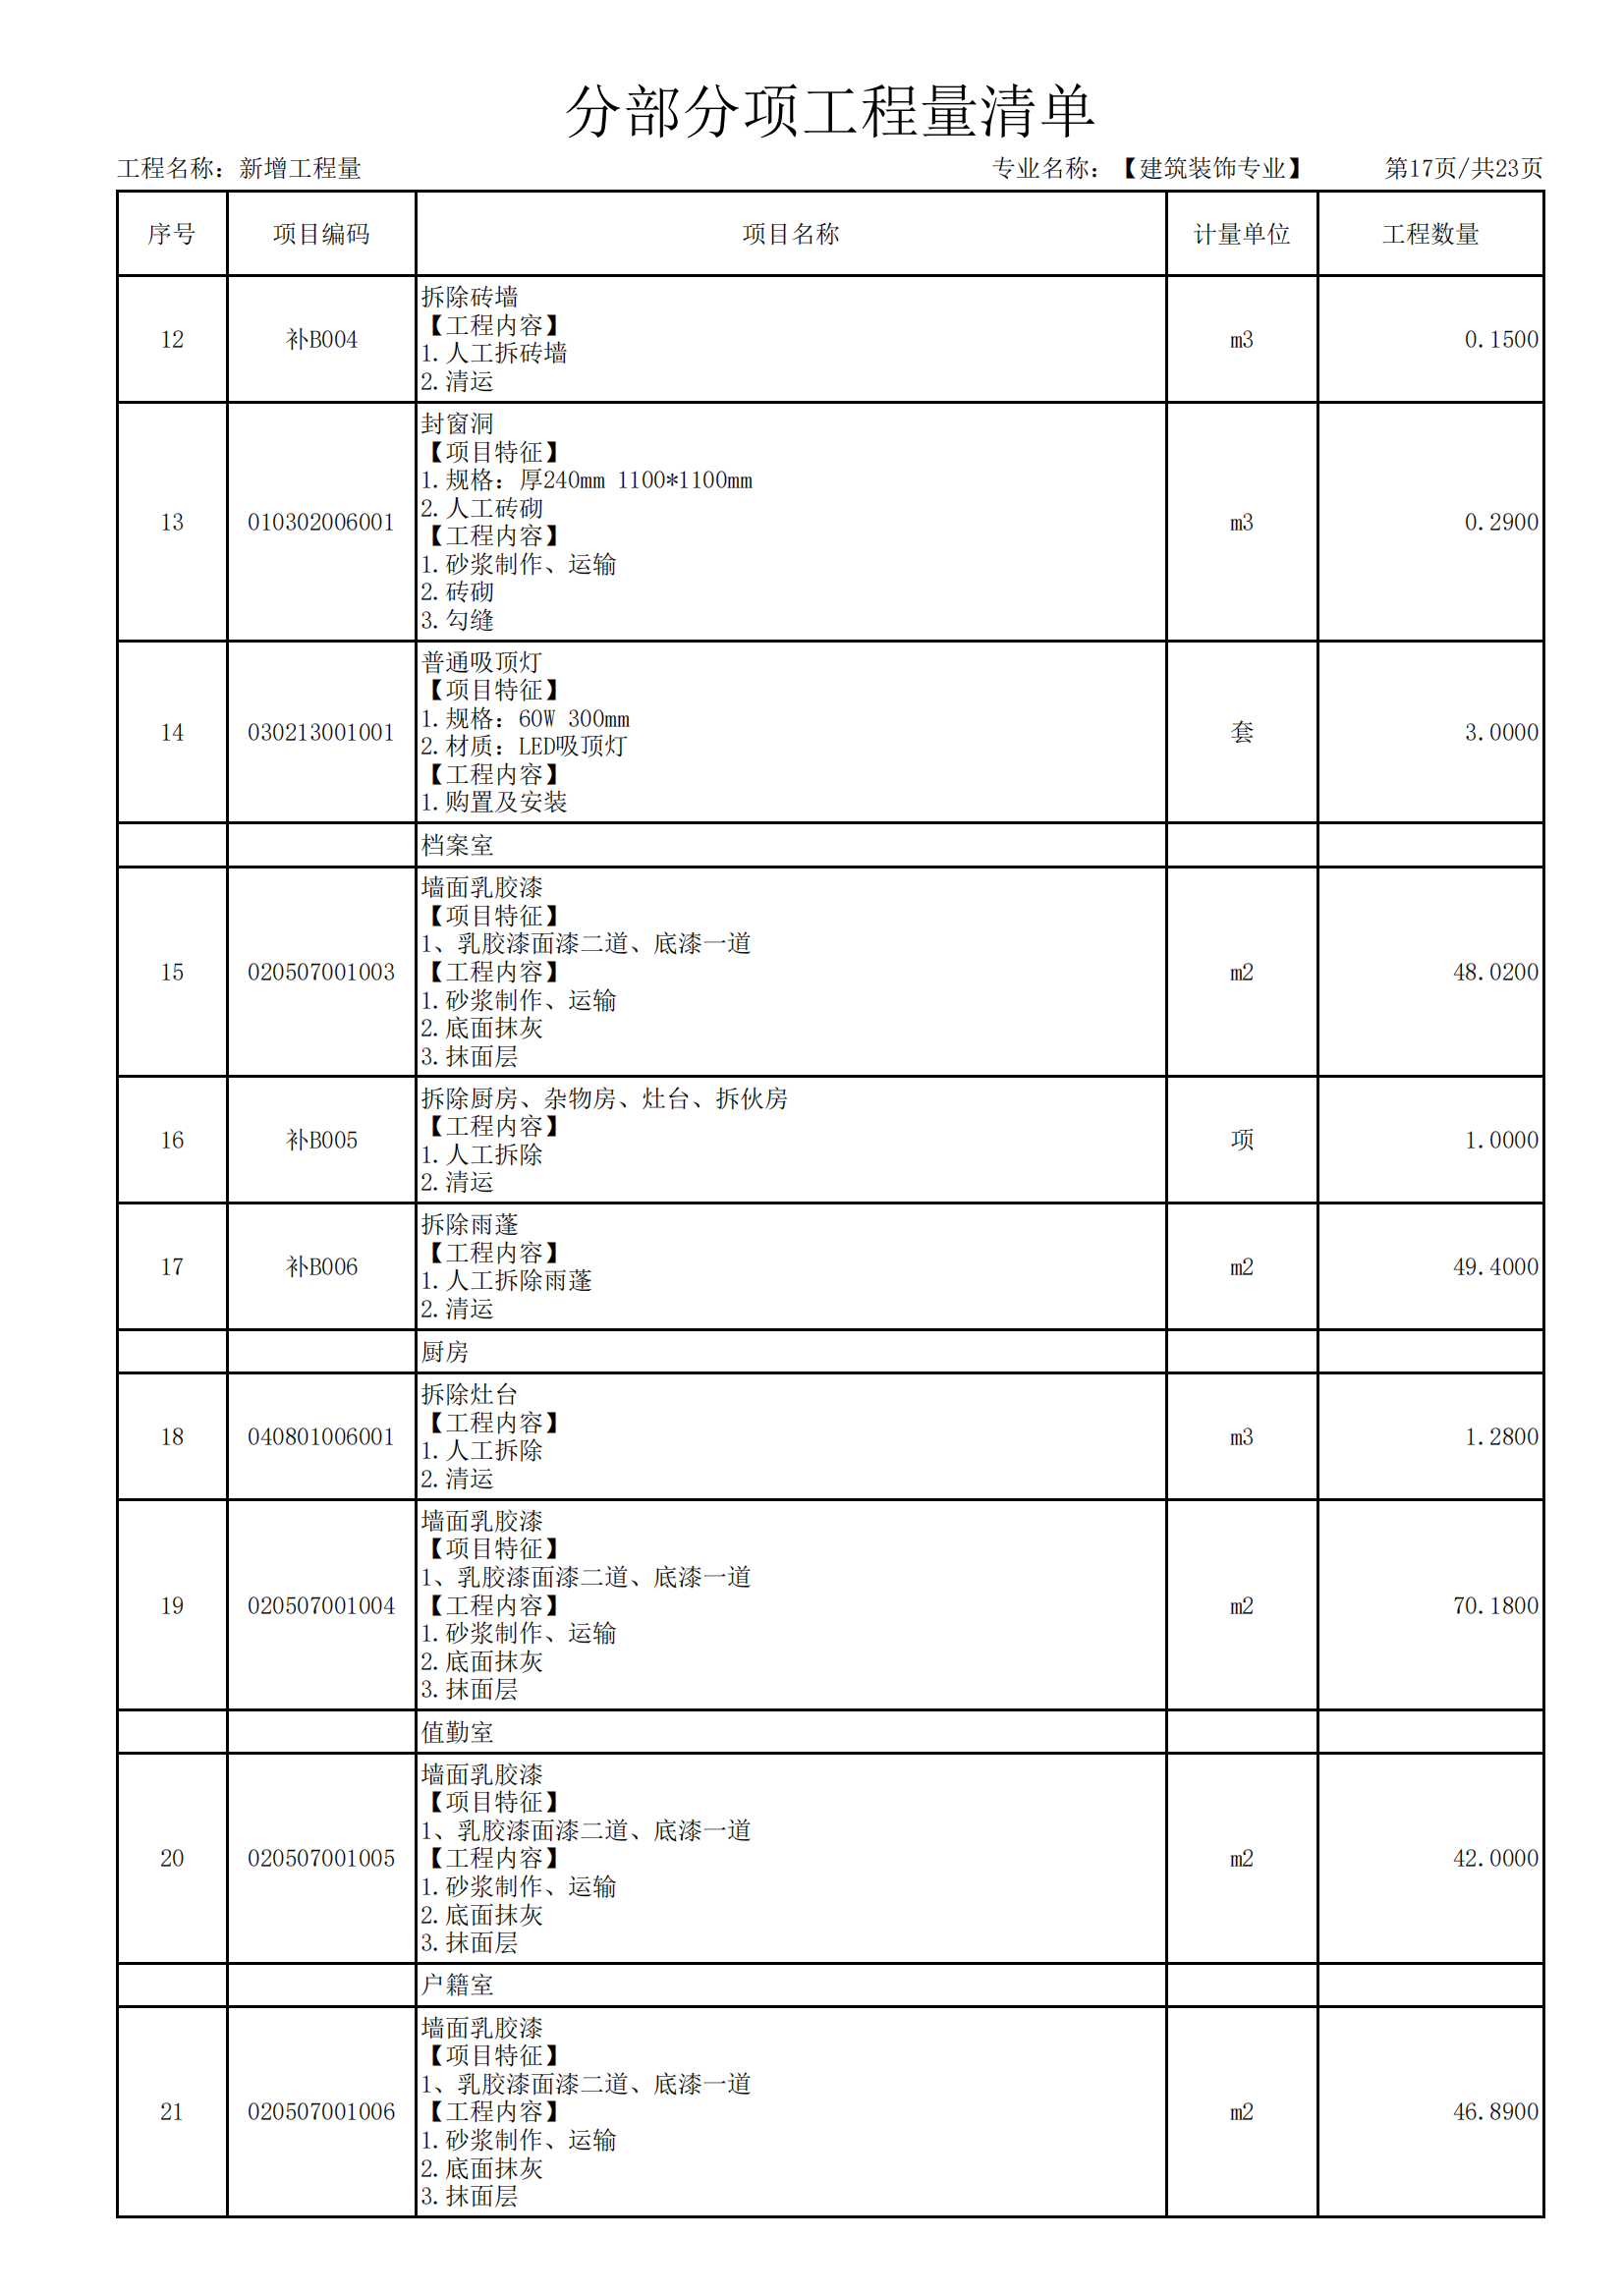 分部分项工程量清单
工程名称：新增工程量 专业名称：【建筑装饰专业】 第17页/共23页
序号 项目编码 项目名称 计量单位 工程数量
拆除砖墙
【工程内容】
12 补B004 m3 0.1500
1.人工拆砖墙
2.清运
封窗洞
【项目特征】
1.规格：厚240mm 1100*1100mm
2.人工砖砌
13 010302006001 m3 0.2900
【工程内容】
1.砂浆制作、运输
2.砖砌
3.勾缝
普通吸顶灯
【项目特征】
1.规格：60W 300mm
14 030213001001 套 3.0000
2.材质：LED吸顶灯
【工程内容】
1.购置及安装
档案室
墙面乳胶漆
【项目特征】
1、乳胶漆面漆二道、底漆一道
15 020507001003 【工程内容】 m2 48.0200
1.砂浆制作、运输
2.底面抹灰
3.抹面层
拆除厨房、杂物房、灶台、拆伙房
【工程内容】
16 补B005 项 1.0000
1.人工拆除
2.清运
拆除雨蓬
【工程内容】
17 补B006 m2 49.4000
1.人工拆除雨蓬
2.清运
厨房
拆除灶台
【工程内容】
18 040801006001 m3 1.2800
1.人工拆除
2.清运
墙面乳胶漆
【项目特征】
1、乳胶漆面漆二道、底漆一道
19 020507001004 【工程内容】 m2 70.1800
1.砂浆制作、运输
2.底面抹灰
3.抹面层
值勤室
墙面乳胶漆
【项目特征】
1、乳胶漆面漆二道、底漆一道
20 020507001005 【工程内容】 m2 42.0000
1.砂浆制作、运输
2.底面抹灰
3.抹面层
户籍室
墙面乳胶漆
【项目特征】
1、乳胶漆面漆二道、底漆一道
21 020507001006 【工程内容】 m2 46.8900
1.砂浆制作、运输
2.底面抹灰
3.抹面层